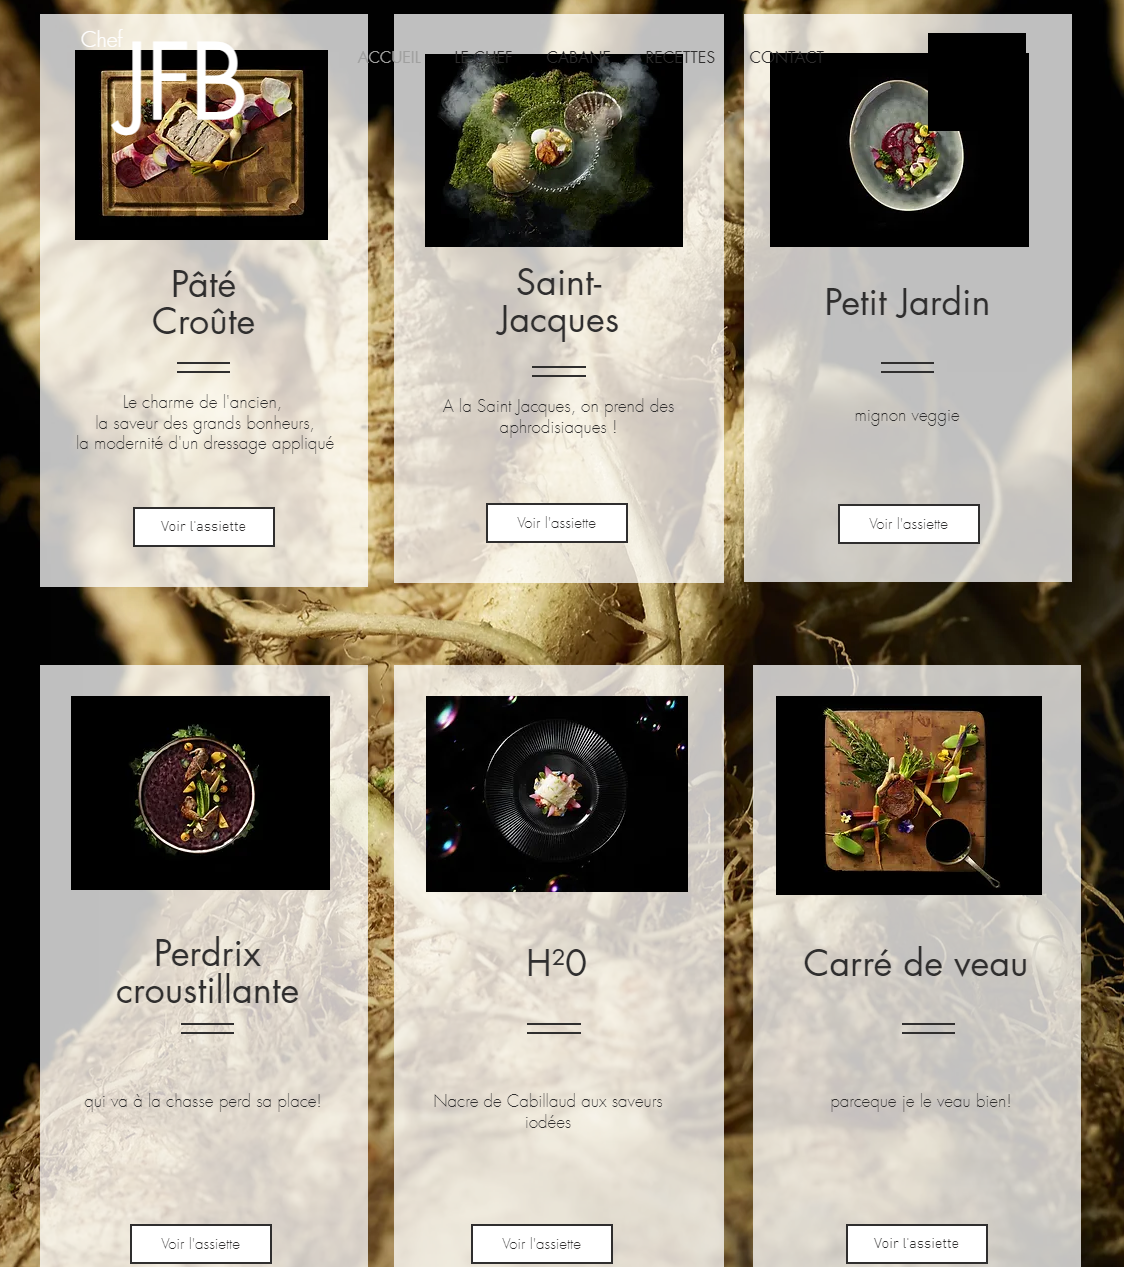 Chef
JFB
ACCUEIL
LE CHEF
CABANE
RECETTES
CONTACT
Pâté
Croûte
Le charme de l'ancien,
la saveur des grands bonheurs,
la modernité d'un dressage appliqué
Voir l'assiette
Saint-
Jacques
A la Saint Jacques, on prend des
aphrodisiaques !
Voir l'assiette
Petit Jardin
mignon veggie
Voir l'assiette
Perdrix
croustillante
qui va à la chasse perd sa place!
Voir l'assiette
H²0
Nacre de Cabillaud aux saveurs
iodées
Voir l'assiette
Carré de veau
parceque je le veau bien!
Voir l'assiette